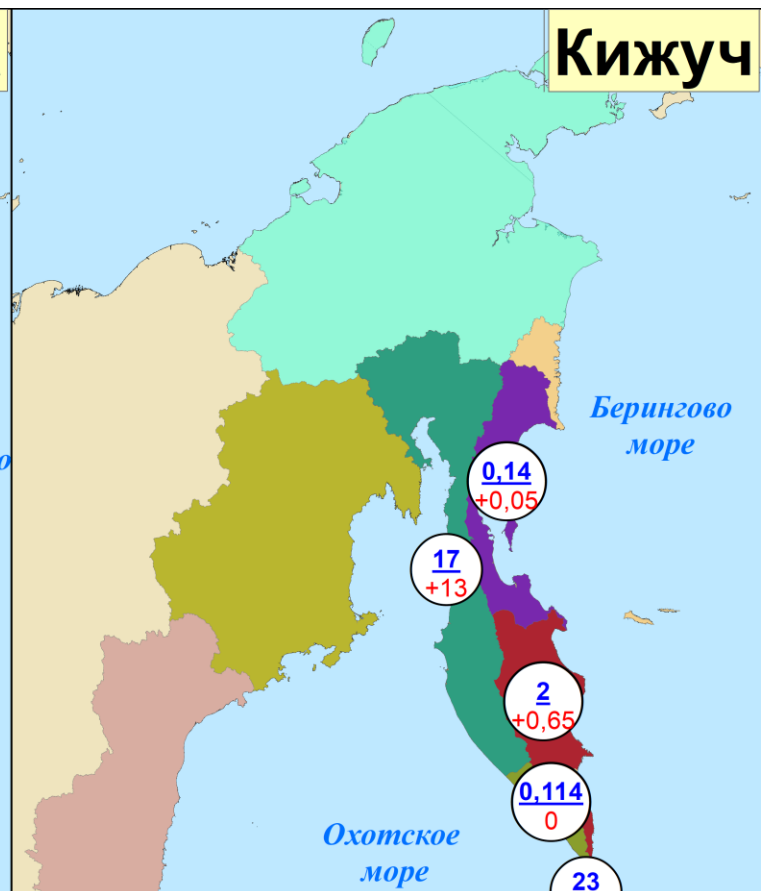 Кижуч
Берингово
море
0,14
+0,05
17
+13
2
+0,65
0,114
0
Охотское
море
23